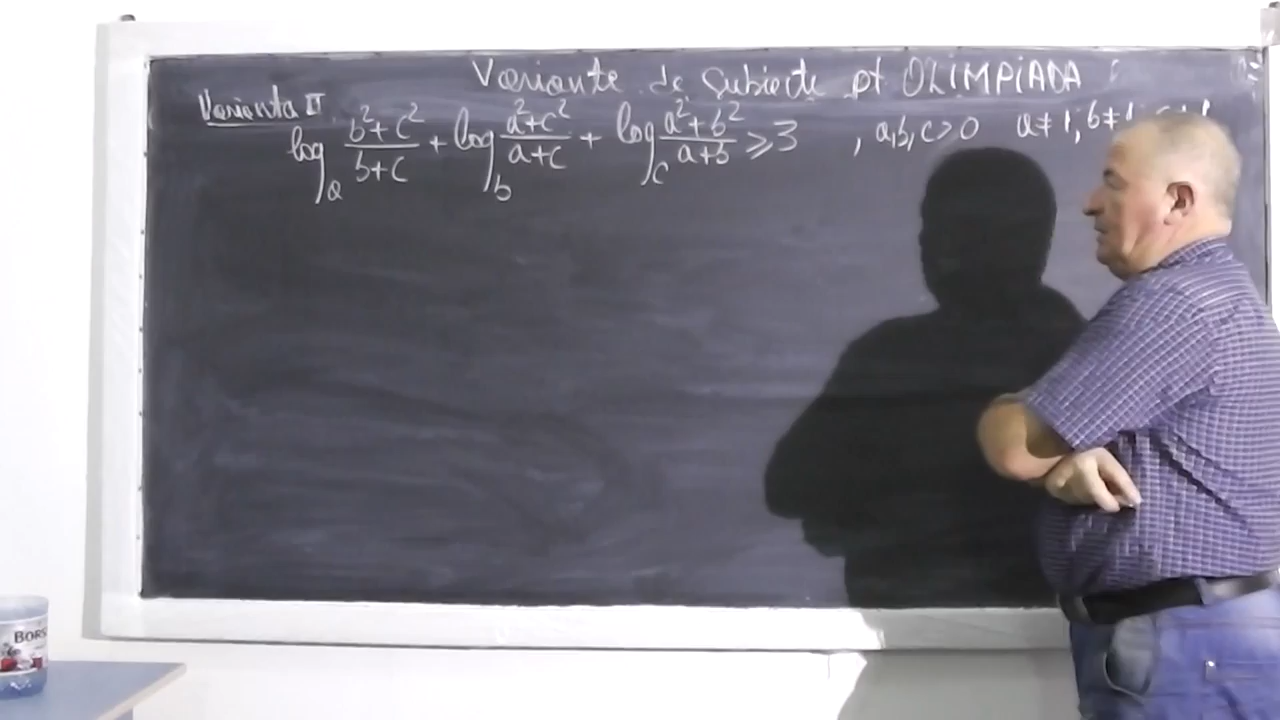 Variante de subiecte pt OLIMPIADA
Varianta II
log_a (b²+c²)/(b+c) + log_b (a²+c²)/(a+c) + log_c (a²+b²)/(a+b) ≥ 3 , a,b,c>0 a≠1; b≠1
BORS